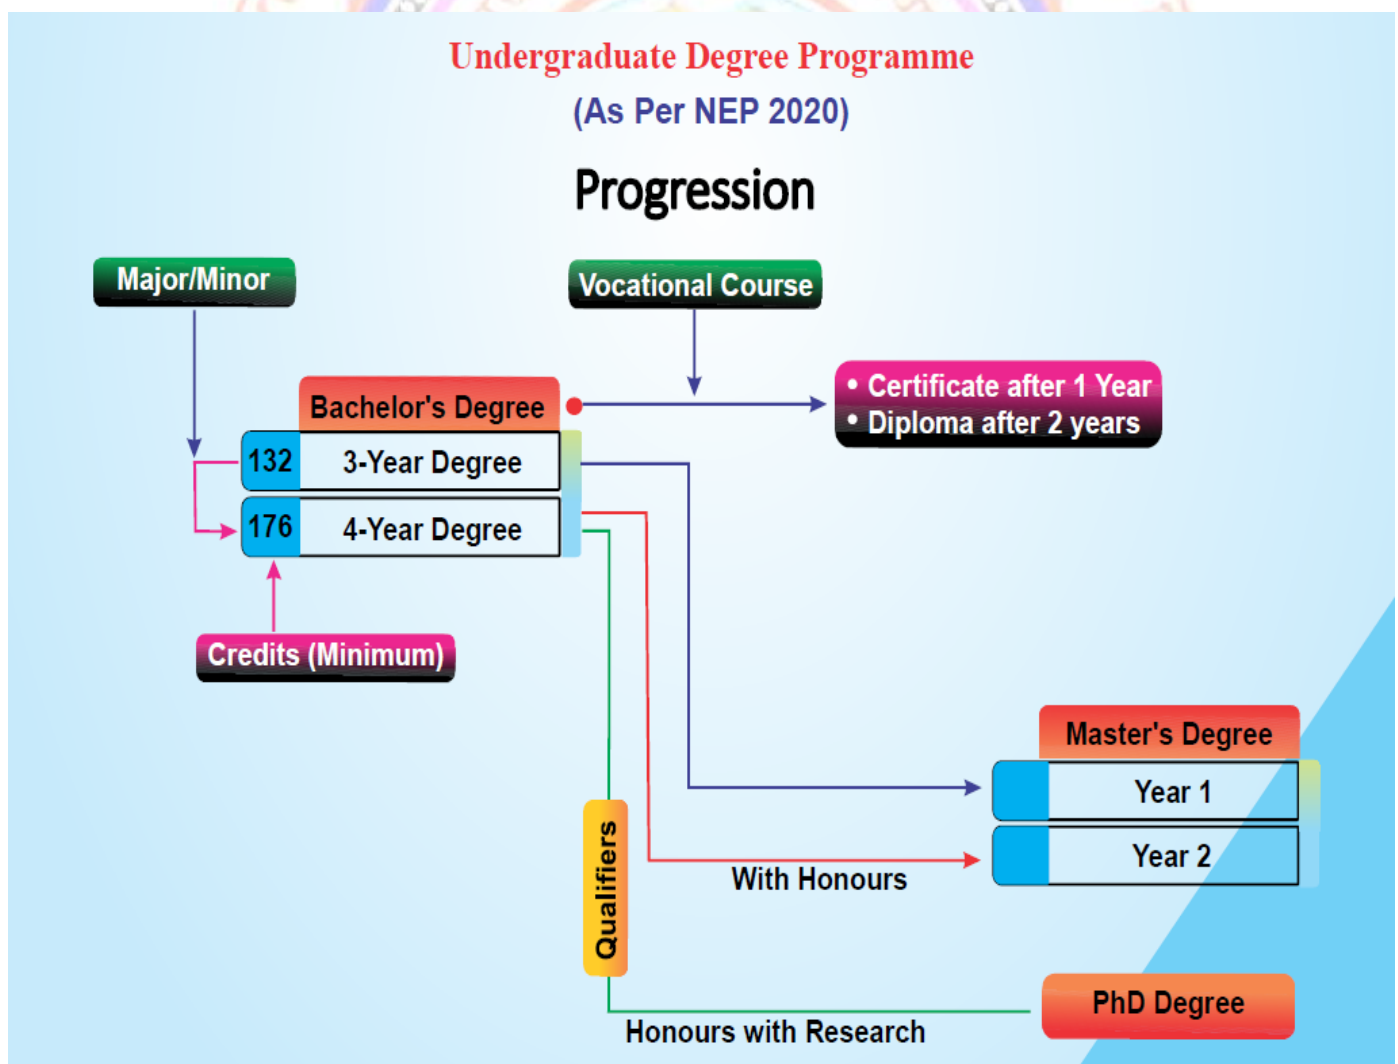 Undergraduate Degree Programme
(As Per NEP 2020)
Progression
Major/Minor
Vocational Course
• Certificate after 1 Year
• Diploma after 2 years
Bachelor's Degree
132 3-Year Degree
176 4-Year Degree
Credits (Minimum)
Master's Degree
Year 1
Year 2
With Honours
Qualifiers
PhD Degree
Honours with Research